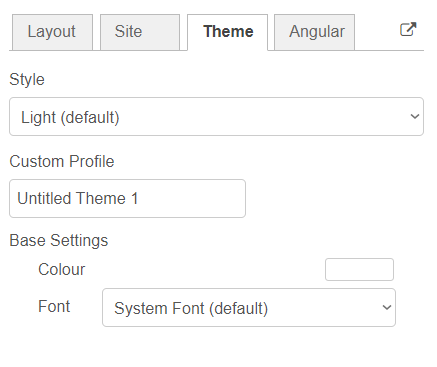 Layout Site Theme Angular
Style
Light (default)
Custom Profile
Untitled Theme 1
Base Settings
Colour
Font System Font (default)